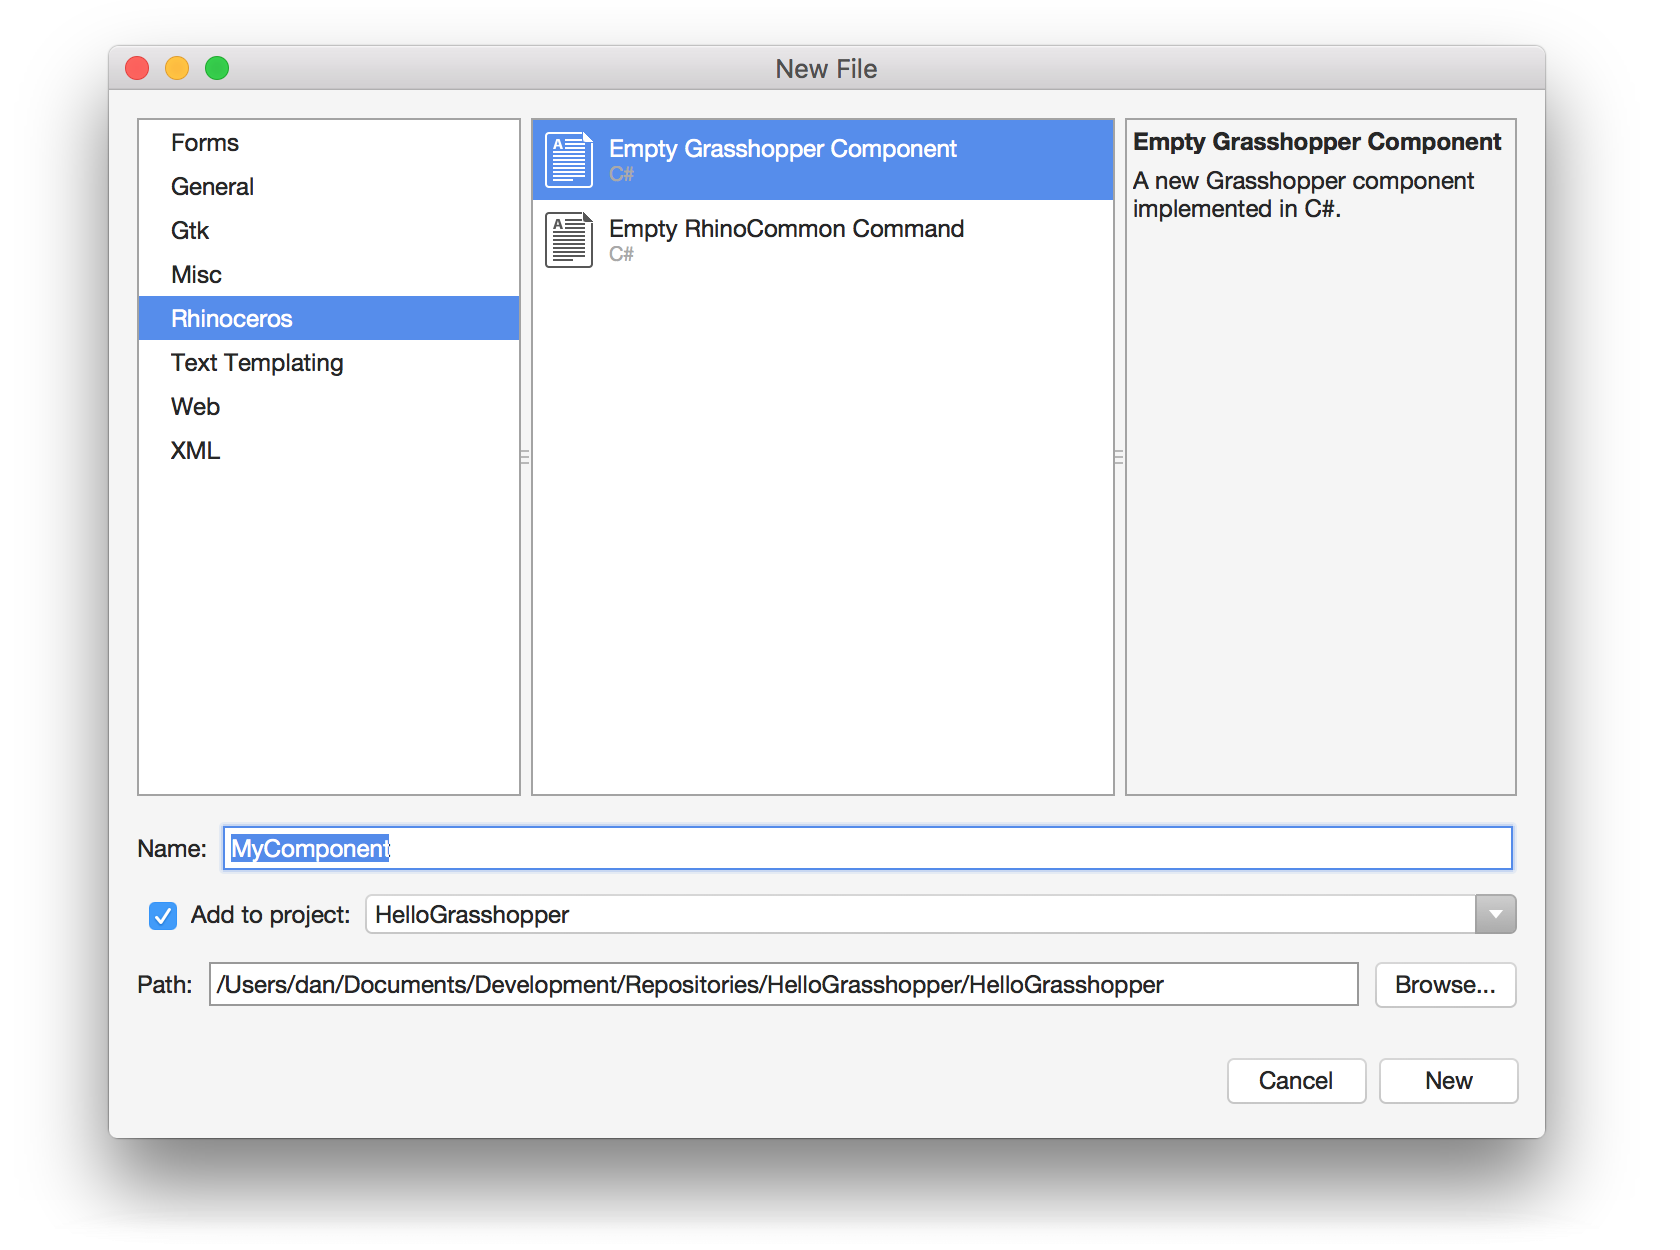 New File
Forms
General
Gtk
Misc
Rhinoceros
Text Templating
Web
XML
Empty Grasshopper Component
C#
Empty RhinoCommon Command
C#
Empty Grasshopper Component
A new Grasshopper component
implemented in C#.
Name: MyComponent
Add to project: HelloGrasshopper
Path: /Users/dan/Documents/Development/Repositories/HelloGrasshopper/HelloGrasshopper Browse...
Cancel New